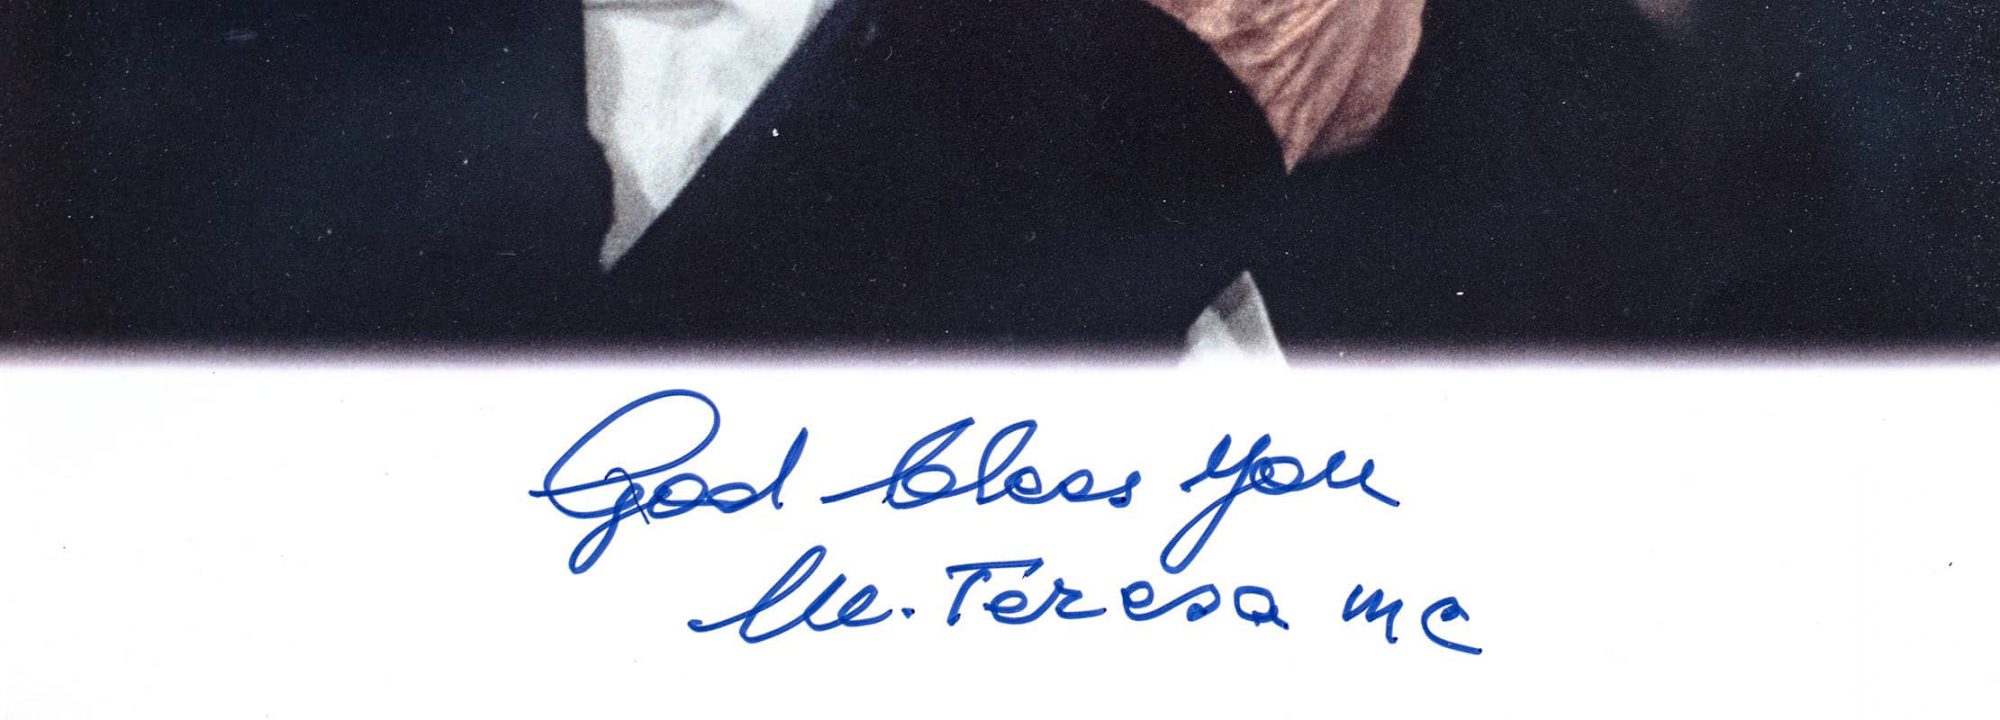 God bless you
M. Teresa mc